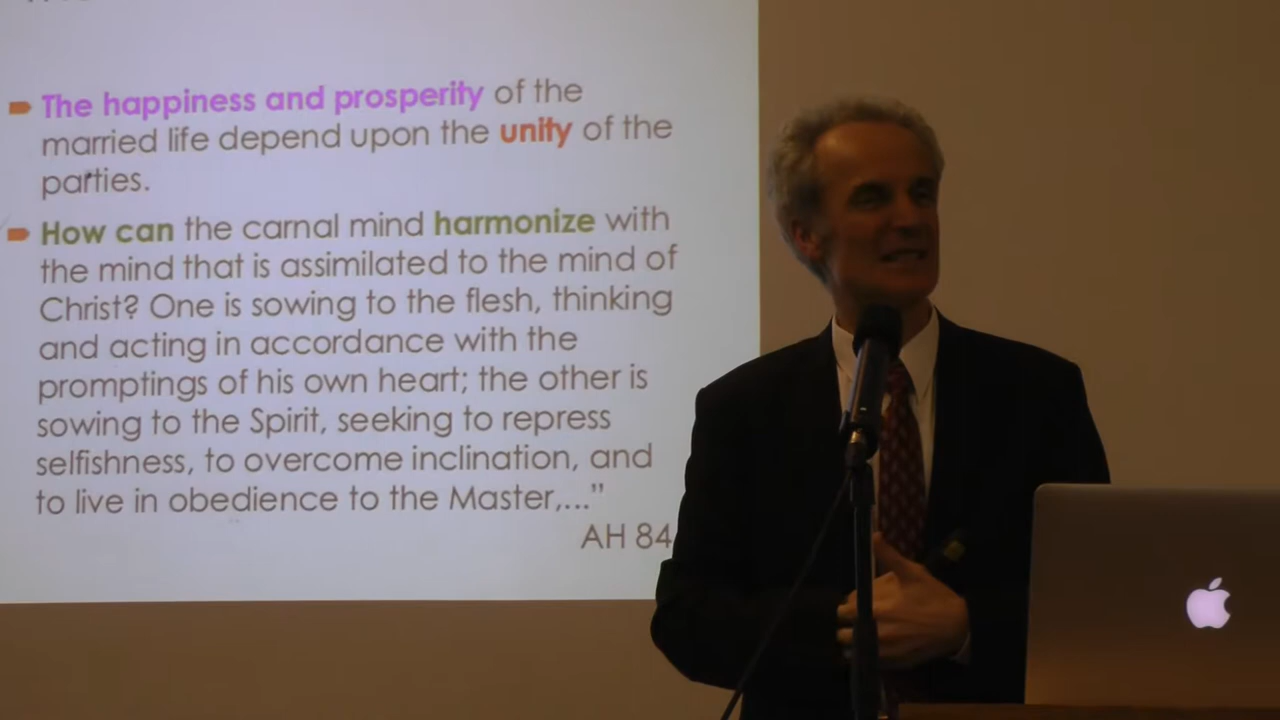 The happiness and prosperity of the
married life depend upon the unity of the
parties.
How can the carnal mind harmonize with
the mind that is assimilated to the mind of
Christ? One is sowing to the flesh, thinking
and acting in accordance with the
promptings of his own heart; the other is
sowing to the Spirit, seeking to repress
selfishness, to overcome inclination, and
to live in obedience to the Master,..."
AH 84